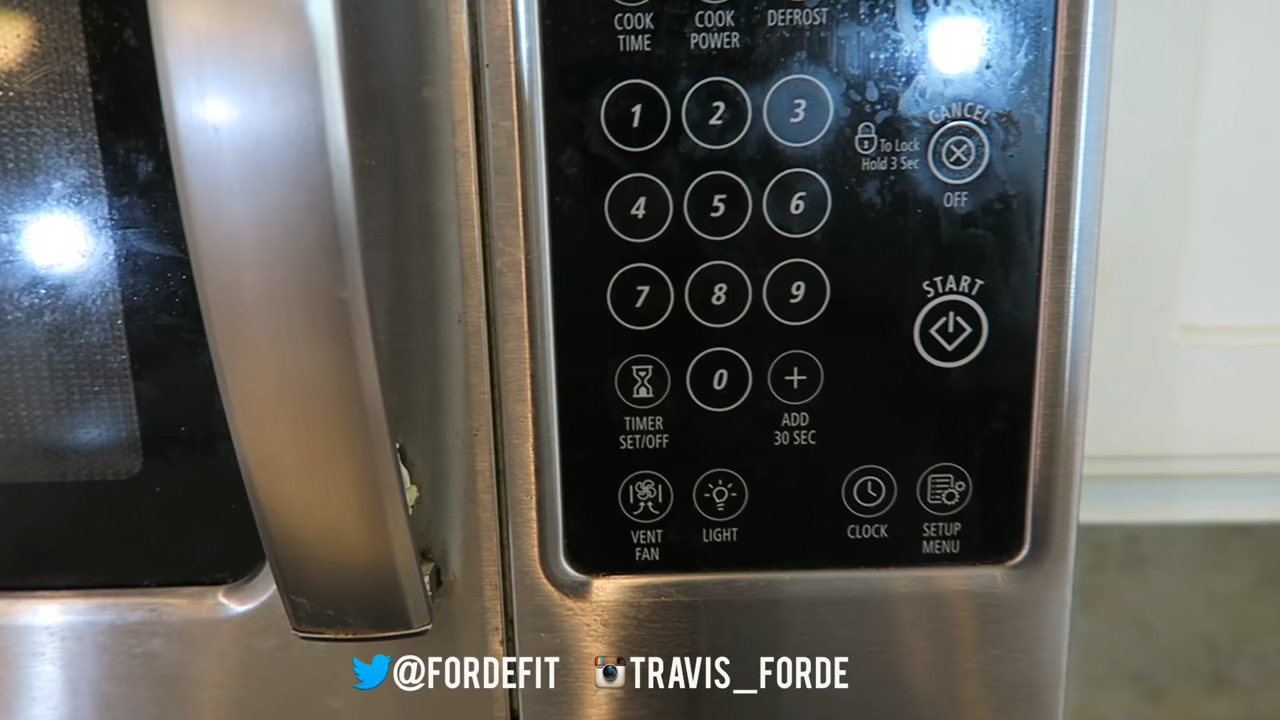 COOK
TIME
COOK
POWER
DEFROST
1 2 3
To Lock
Hold 3 Sec
CANCEL
OFF
4 5 6
7 8 9
START
0
TIMER
SET/OFF
ADD
30 SEC
VENT
FAN
LIGHT
CLOCK
SETUP
MENU
@FORDEFIT TRAVIS_FORDE